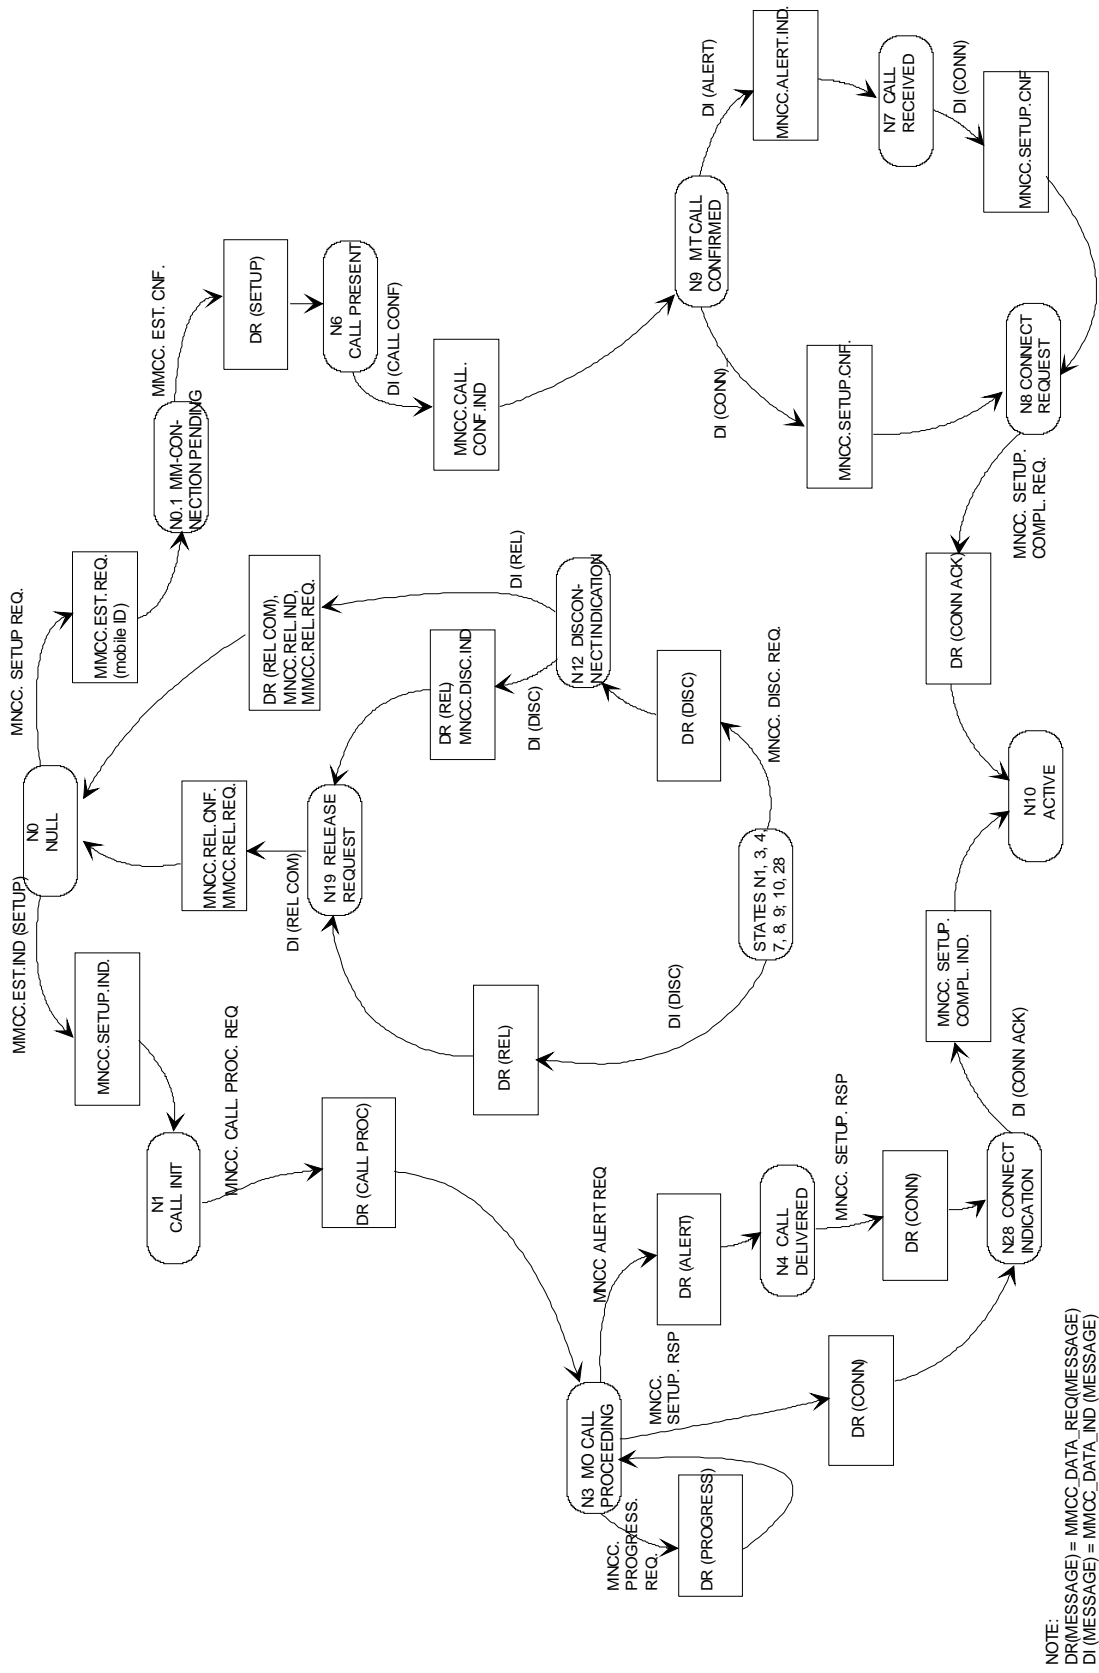 MNCC. SETUP REQ.
MMCC.EST.REQ.
(mobile ID)
N0.1 MM-CON-
NECTION PENDING
MMCC. EST. CNF.
DR (SETUP)
N6
CALL PRESENT
DI (CALL CONF)
MNCC.CALL.
CONF.IND
N9 MT CALL
CONFIRMED
DI (ALERT)
MNCC.ALERT.IND.
N7 CALL
RECEIVED
DI (CONN)
MNCC.SETUP.CNF
DI (CONN)
MNCC.SETUP.CNF.
N8 CONNECT
REQUEST
MNCC. SETUP.
COMPL. REQ.
DR (CONN ACK)
N10
ACTIVE
N0
NULL
DR (REL COM),
MNCC.REL.IND,
MMCC.REL.REQ.
DI (REL)
N12 DISCON-
NECT INDICATION
DR (REL)
MNCC.DISC.IND
DI (DISC)
DR (DISC)
MNCC. DISC. REQ.
MNCC.REL.CNF.
MMCC.REL.REQ.
DI (REL COM)
N19 RELEASE
REQUEST
STATES N1, 3, 4,
7, 8, 9; 10, 28
DI (DISC)
DR (REL)
MMCC.EST.IND (SETUP)
MNCC.SETUP.IND.
N1
CALL INIT
MNCC. CALL. PROC. REQ
DR (CALL PROC)
N3 MO CALL
PROCEEDING
MNCC ALERT REQ
DR (ALERT)
N4 CALL
DELIVERED
MNCC. SETUP. RSP
DR (CONN)
MNCC.
SETUP. RSP
DR (CONN)
MNCC.
PROGRESS.
REQ.
DR (PROGRESS)
N28 CONNECT
INDICATION
DI (CONN ACK)
MNCC. SETUP.
COMPL. IND.
NOTE:
DR(MESSAGE) = MMCC_DATA_REQ(MESSAGE)
DI (MESSAGE) = MMCC_DATA_IND (MESSAGE)